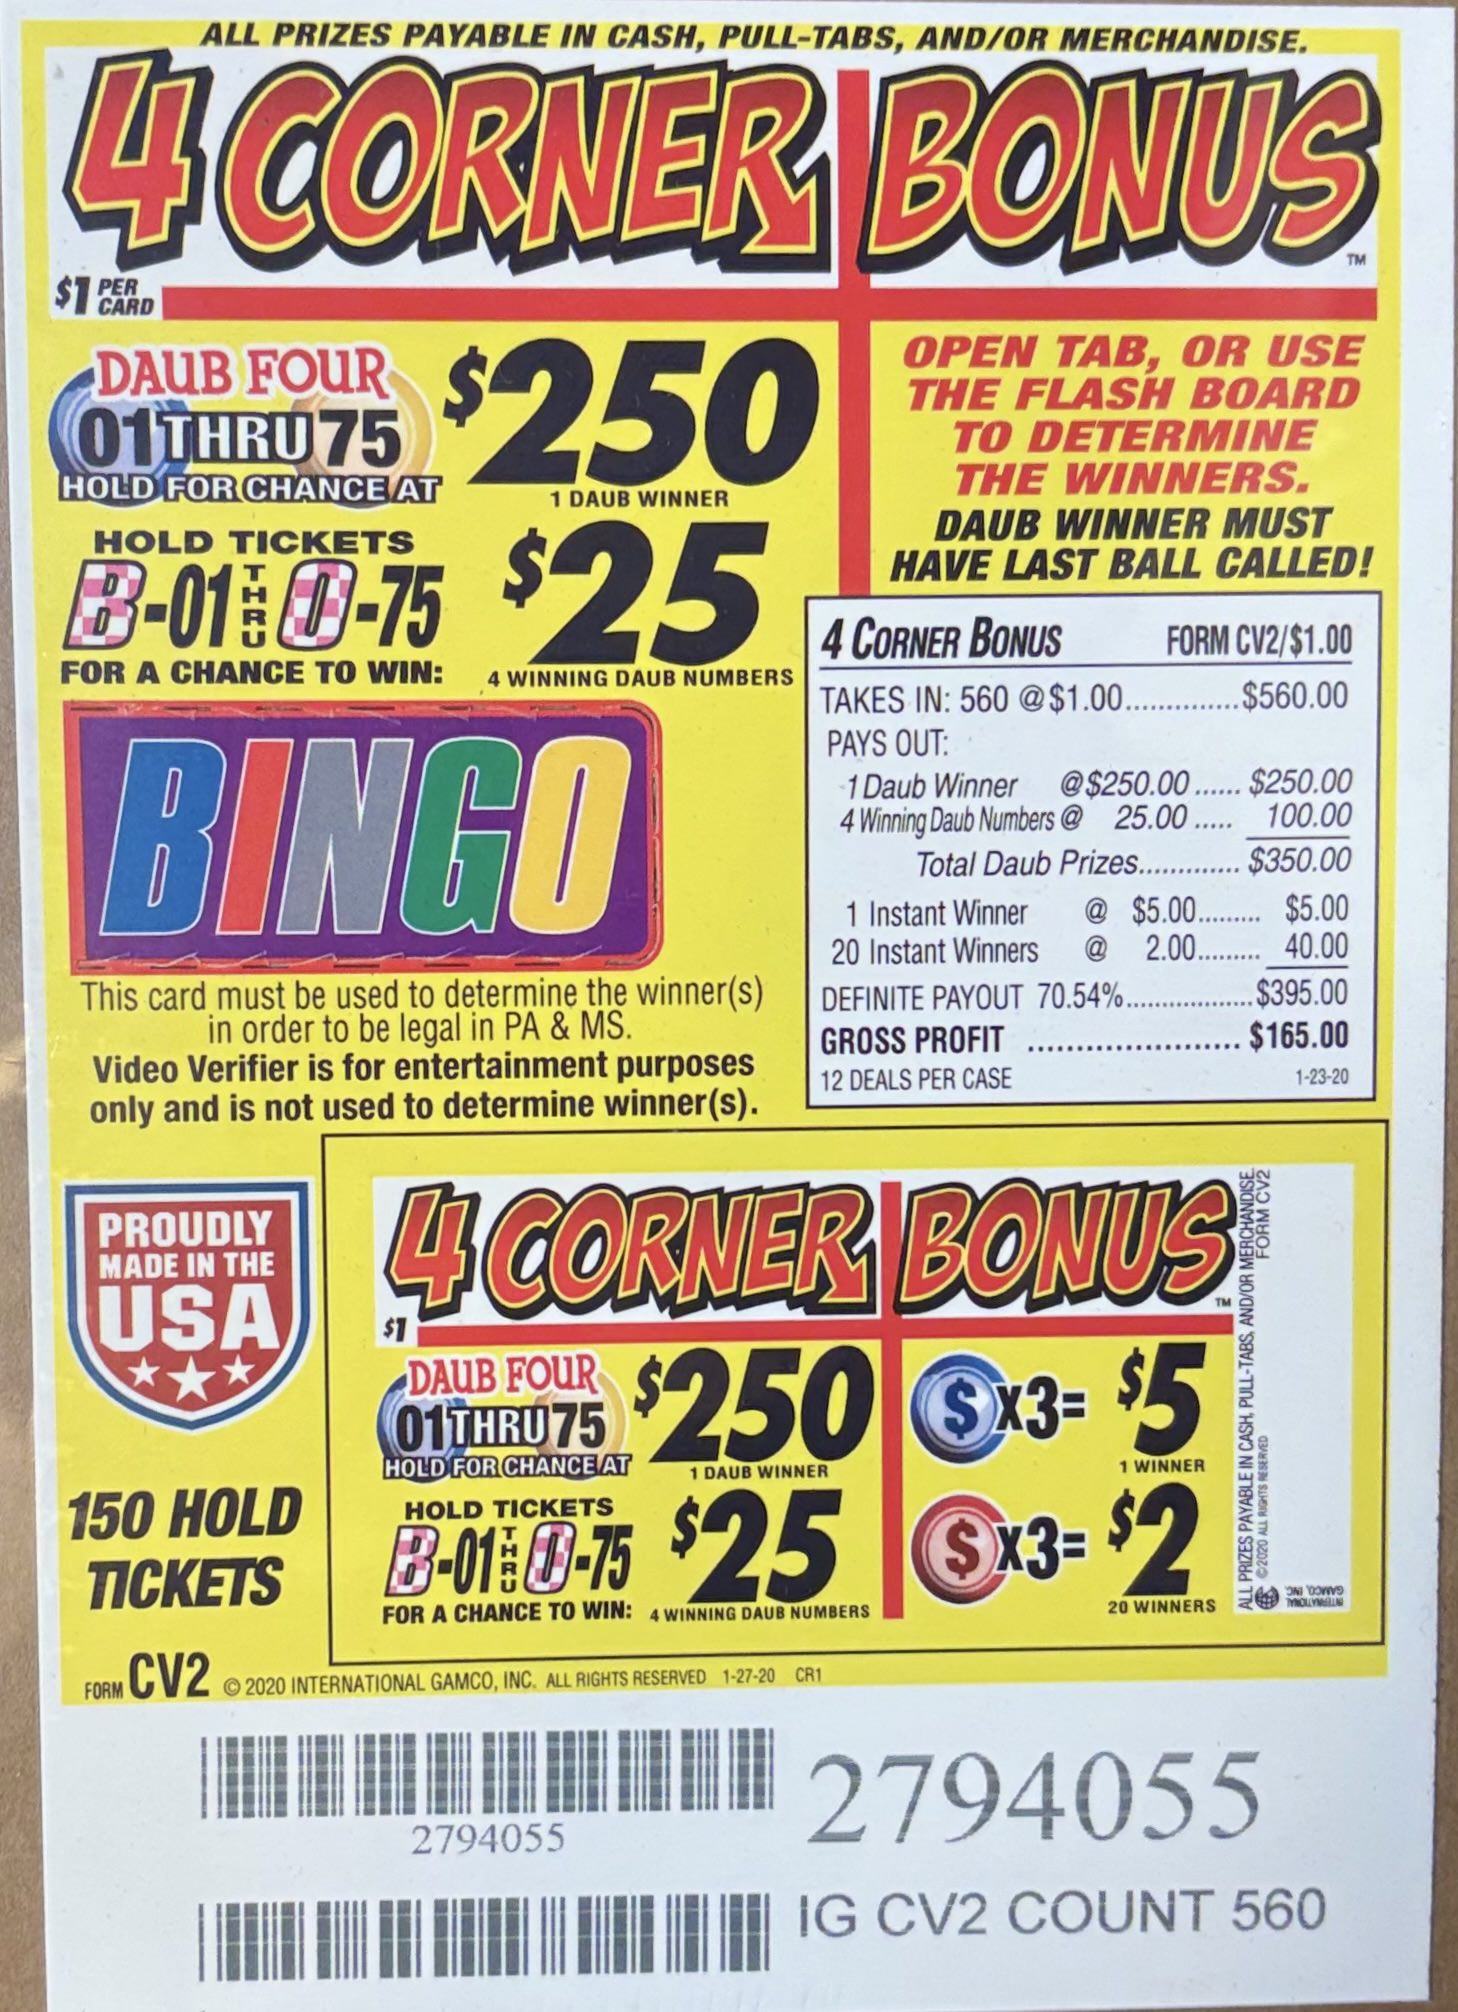 ALL PRIZES PAYABLE IN CASH, PULL-TABS, AND/OR MERCHANDISE.
4 CORNER BONUS
TM
$1 PER CARD
DAUB FOUR
01 THRU 75
HOLD FOR CHANCE AT
$250
1 DAUB WINNER
HOLD TICKETS
B-01 THRU O-75
FOR A CHANCE TO WIN:
$25
4 WINNING DAUB NUMBERS
OPEN TAB, OR USE
THE FLASH BOARD
TO DETERMINE
THE WINNERS.
DAUB WINNER MUST
HAVE LAST BALL CALLED!
BINGO
This card must be used to determine the winner(s)
in order to be legal in PA & MS.
Video Verifier is for entertainment purposes
only and is not used to determine winner(s).
4 CORNER BONUS FORM CV2/$1.00
TAKES IN: 560 @ $1.00............... $560.00
PAYS OUT:
1 Daub Winner @ $250.00 ...... $250.00
4 Winning Daub Numbers @ 25.00 ..... 100.00
Total Daub Prizes............. $350.00
1 Instant Winner @ $5.00......... $5.00
20 Instant Winners @ 2.00......... 40.00
DEFINITE PAYOUT 70.54%.................. $395.00
GROSS PROFIT ....................... $165.00
12 DEALS PER CASE 1-23-20
PROUDLY
MADE IN THE
USA
150 HOLD
TICKETS
4 CORNER BONUS
TM
$1
DAUB FOUR
01 THRU 75
HOLD FOR CHANCE AT
$250
1 DAUB WINNER
HOLD TICKETS
B-01 THRU O-75
FOR A CHANCE TO WIN:
$25
4 WINNING DAUB NUMBERS
$ X3= $5
1 WINNER
$ X3= $2
20 WINNERS
ALL PRIZES PAYABLE IN CASH, PULL-TABS, AND/OR MERCHANDISE.
©2020 ALL RIGHTS RESERVED FORM CV2
INTERNATIONAL
GAMCO, INC.
FORM CV2 © 2020 INTERNATIONAL GAMCO, INC. ALL RIGHTS RESERVED 1-27-20 CR1
2794055
2794055
IG CV2 COUNT 560